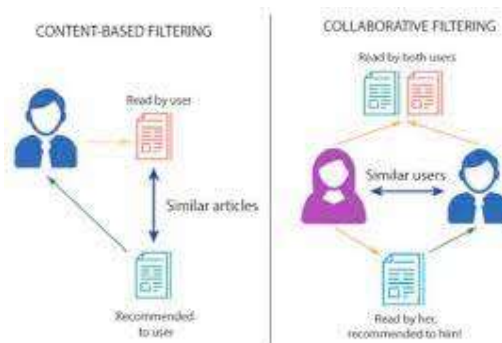 CONTENT-BASED FILTERING
Read by user
Similar articles
Recommended
to user
COLLABORATIVE FILTERING
Read by both users
Similar users
Read by her,
recommended to him!